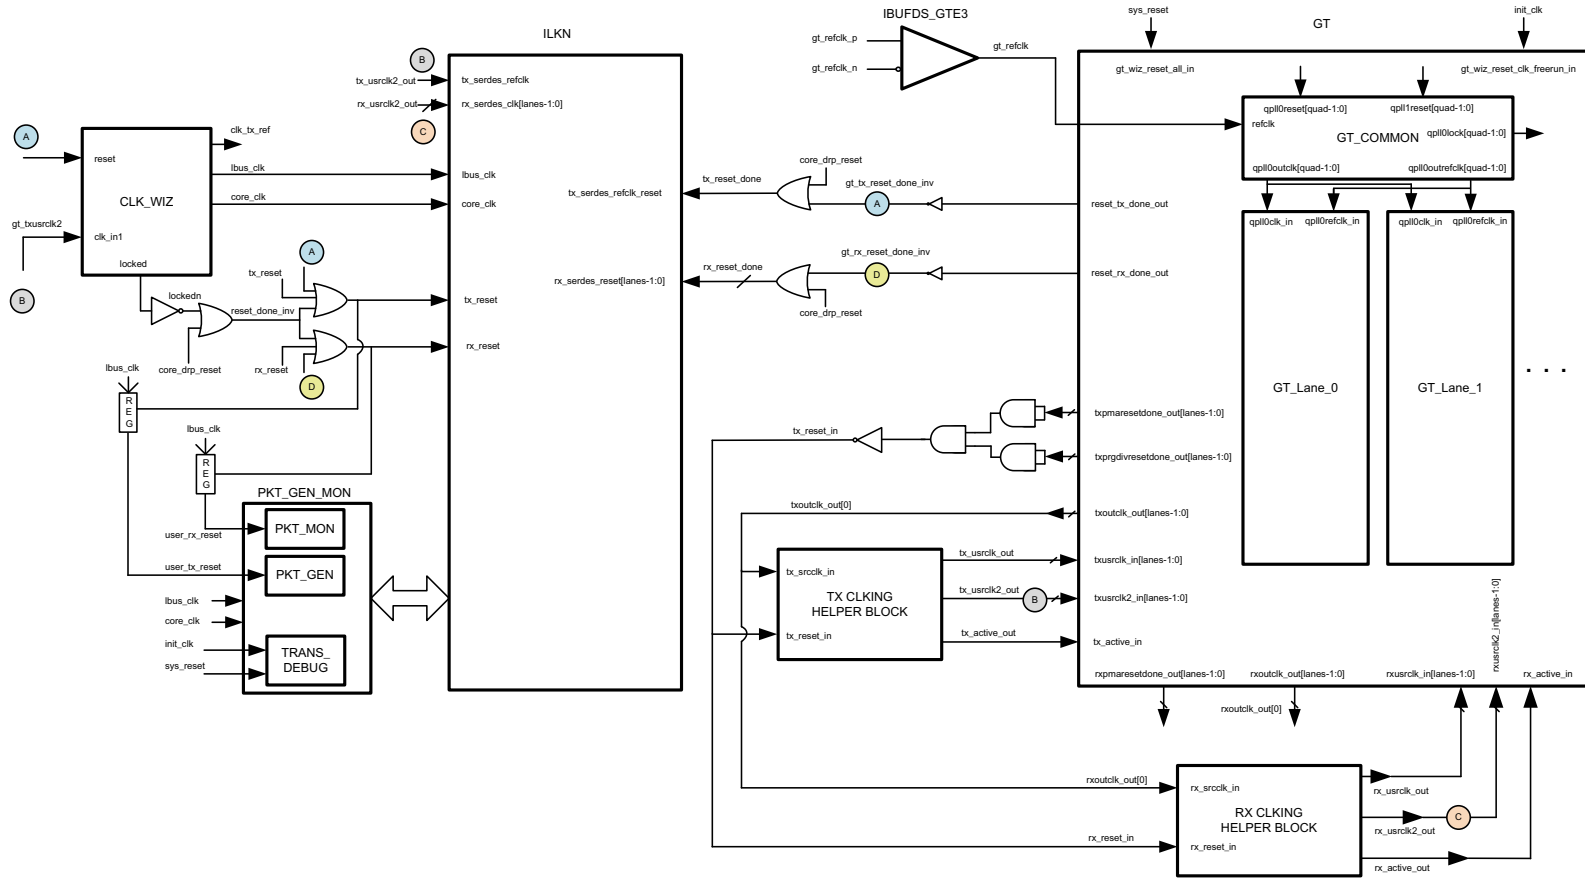 IBUFDS_GTE3
sys_reset
init_clk
GT
ILKN
gt_refclk_p
gt_refclk
gt_refclk_n
B
tx_usrclk2_out
tx_serdes_refclk
rx_usrclk2_out
rx_serdes_clk[lanes-1:0]
C
gt_wiz_reset_all_in
gt_wiz_reset_clk_freerun_in
qpll0reset[quad-1:0]
qpll1reset[quad-1:0]
refclk
GT_COMMON
qpll0lock[quad-1:0]
qpll0outclk[quad-1:0]
qpll0outrefclk[quad-1:0]
A
clk_tx_ref
reset
lbus_clk
lbus_clk
CLK_WIZ
core_clk
core_clk
gt_txusrclk2
clk_in1
locked
B
core_drp_reset
tx_reset_done
gt_tx_reset_done_inv
tx_serdes_refclk_reset
A
reset_tx_done_out
qpll0clk_in
qpll0refclk_in
qpll0clk_in
qpll0refclk_in
gt_rx_reset_done_inv
rx_reset_done
D
reset_rx_done_out
rx_serdes_reset[lanes-1:0]
core_drp_reset
A
tx_reset
lockedn
tx_reset
reset_done_inv
rx_reset
core_drp_reset
rx_reset
D
lbus_clk
R
E
G
GT_Lane_0
GT_Lane_1
. . .
lbus_clk
R
E
G
tx_reset_in
txpmaresetdone_out[lanes-1:0]
txprgdivresetdone_out[lanes-1:0]
PKT_GEN_MON
PKT_MON
user_rx_reset
PKT_GEN
user_tx_reset
lbus_clk
core_clk
init_clk
TRANS_
DEBUG
sys_reset
txoutclk_out[0]
txoutclk_out[lanes-1:0]
tx_srcclk_in
tx_usrclk_out
txusrclk_in[lanes-1:0]
TX CLKING
HELPER BLOCK
tx_usrclk2_out
B
txusrclk2_in[lanes-1:0]
tx_reset_in
tx_active_out
tx_active_in
rxusrclk2_in[lanes-1:0]
rxpmaresetdone_out[lanes-1:0]
rxoutclk_out[lanes-1:0]
rxusrclk_in[lanes-1:0]
rx_active_in
rxoutclk_out[0]
rxoutclk_out[0]
rx_srcclk_in
rx_usrclk_out
RX CLKING
HELPER BLOCK
C
rx_usrclk2_out
rx_reset_in
rx_reset_in
rx_active_out